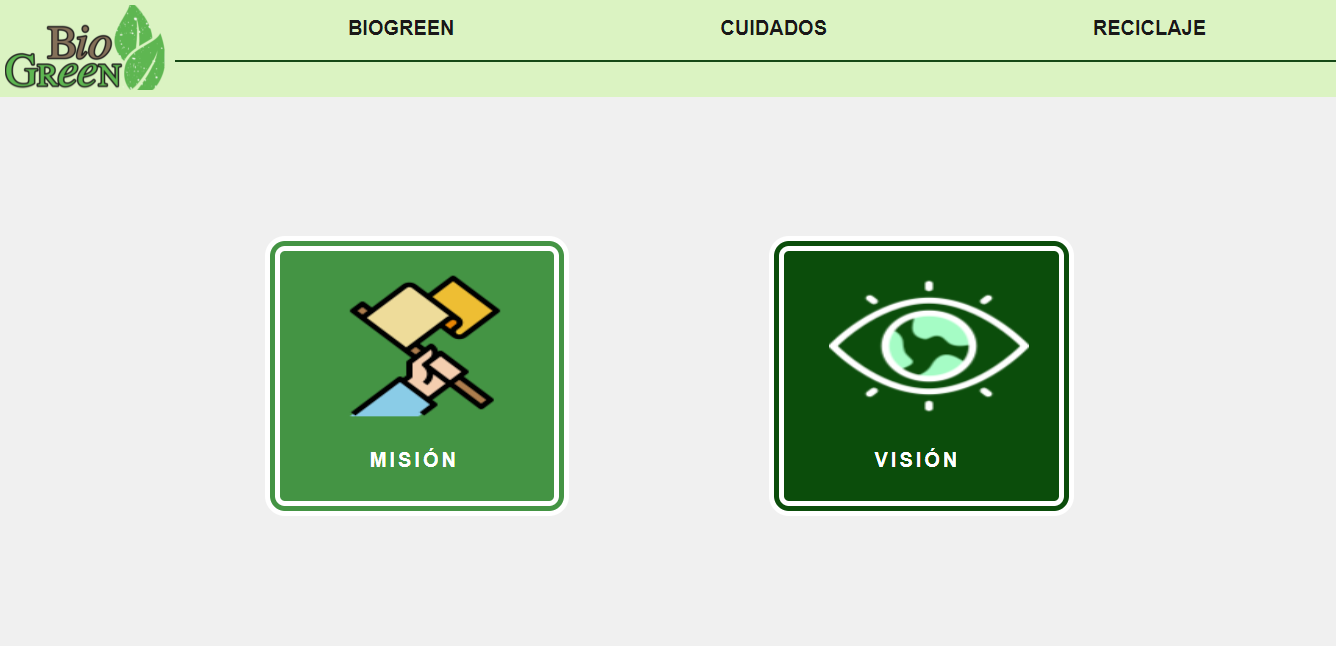 Bio
Green
BIOGREEN
CUIDADOS
RECICLAJE
MISIÓN
VISIÓN